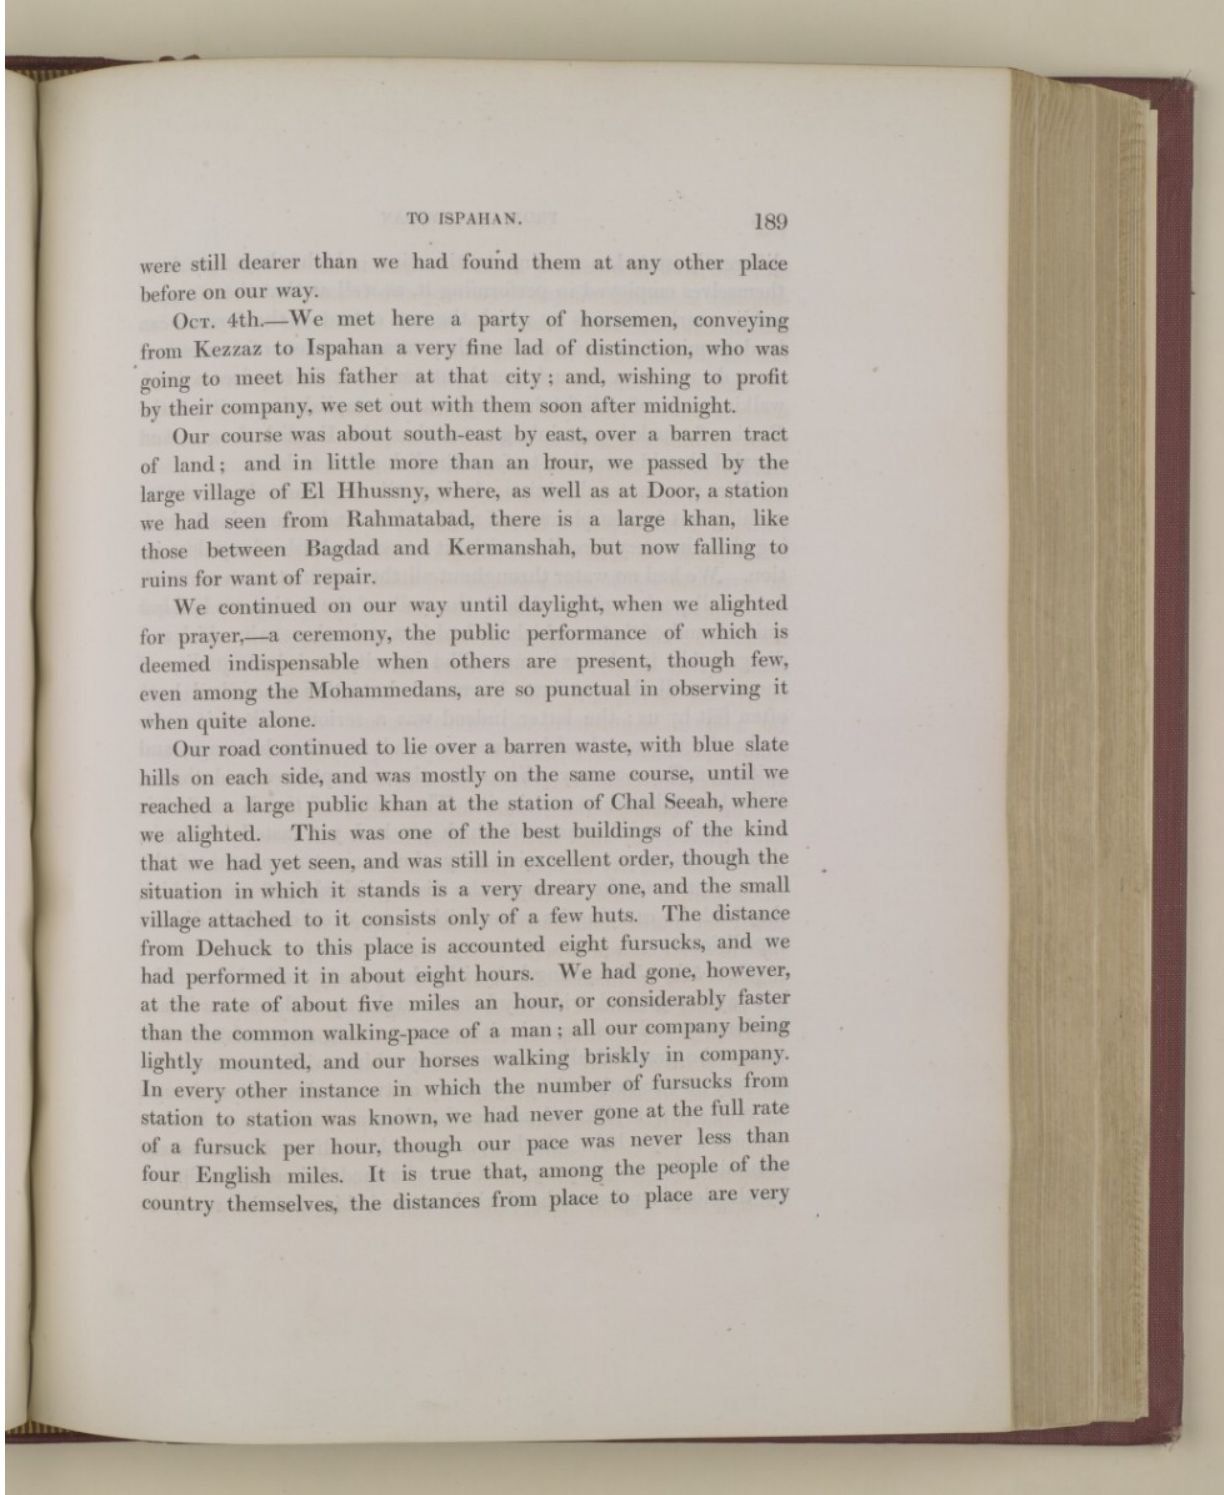 TO ISPAHAN. 189
were still dearer than we had found them at any other place
before on our way.
Oct. 4th.—We met here a party of horsemen, conveying
from Kezzaz to Ispahan a very fine lad of distinction, who was
going to meet his father at that city; and, wishing to profit
by their company, we set out with them soon after midnight.
Our course was about south-east by east, over a barren tract
of land; and in little more than an hour, we passed by the
large village of El Hhussny, where, as well as at Door, a station
we had seen from Rahmatabad, there is a large khan, like
those between Bagdad and Kermanshah, but now falling to
ruins for want of repair.
We continued on our way until daylight, when we alighted
for prayer,—a ceremony, the public performance of which is
deemed indispensable when others are present, though few,
even among the Mohammedans, are so punctual in observing it
when quite alone.
Our road continued to lie over a barren waste, with blue slate
hills on each side, and was mostly on the same course, until we
reached a large public khan at the station of Chal Seeah, where
we alighted. This was one of the best buildings of the kind
that we had yet seen, and was still in excellent order, though the
situation in which it stands is a very dreary one, and the small
village attached to it consists only of a few huts. The distance
from Dehuck to this place is accounted eight fursucks, and we
had performed it in about eight hours. We had gone, however,
at the rate of about five miles an hour, or considerably faster
than the common walking-pace of a man; all our company being
lightly mounted, and our horses walking briskly in company.
In every other instance in which the number of fursucks from
station to station was known, we had never gone at the full rate
of a fursuck per hour, though our pace was never less than
four English miles. It is true that, among the people of the
country themselves, the distances from place to place are very